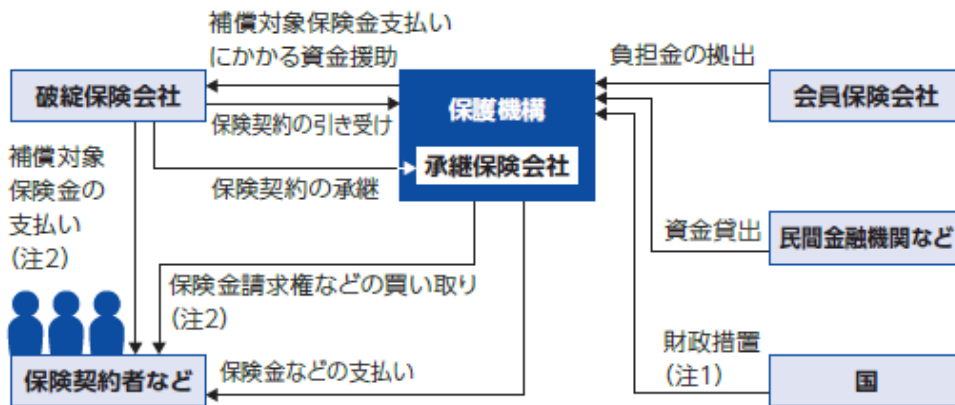 補償対象保険金支払い
にかかる資金援助
負担金の拠出
破綻保険会社
保護機構
会員保険会社
保険契約の引き受け
補償対象
保険金の
支払い
(注2)
承継保険会社
保険契約の承継
資金貸出
民間金融機関など
保険金請求権などの買い取り
(注2)
財政措置
(注1)
保険契約者など
保険金などの支払い
国